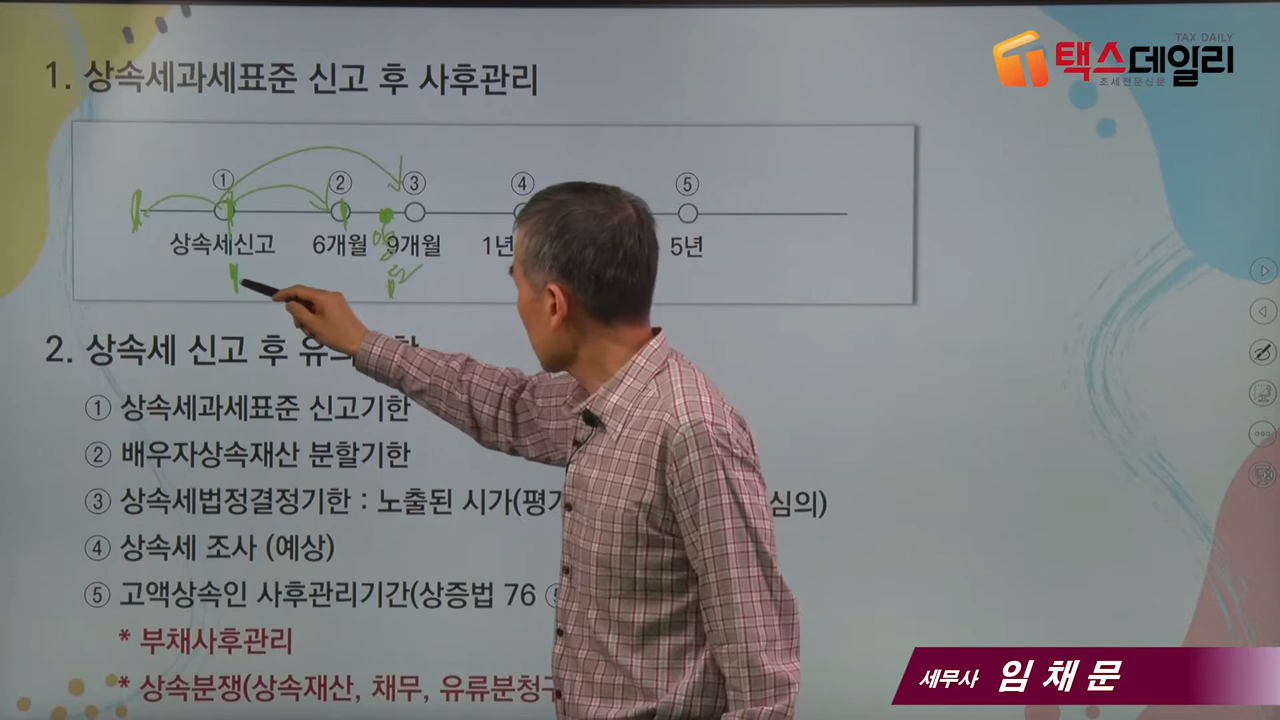 TAX DAILY
택스데일리
조세전문신문
1. 상속세과세표준 신고 후 사후관리
① ② ③ ④ ⑤
상속세신고 6개월 9개월 1년 5년
2. 상속세 신고 후
① 상속세과세표준 신고기한
② 배우자상속재산 분할기한
③ 상속세법정결정기한 : 노출된 시가(평가 심의)
④ 상속세 조사 (예상)
⑤ 고액상속인 사후관리기간(상증법 76
* 부채사후관리
* 상속분쟁(상속재산, 채무, 유류분청구
세무사 임채문